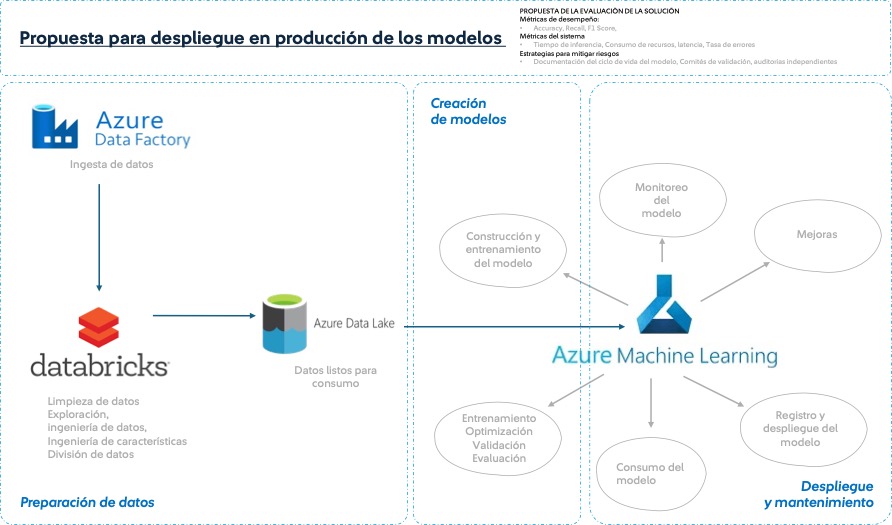 Propuesta para despliegue en producción de los modelos
PROPUESTA DE LA EVALUACIÓN DE LA SOLUCIÓN
Métricas de desempeño:
• Accuracy, Recall, F1 Score,
Métricas del sistema
• Tiempo de inferencia, Consumo de recursos, latencia, Tasa de errores
Estrategias para mitigar riesgos
• Documentación del ciclo de vida del modelo, Comités de validación, auditorias independientes
Azure
Data Factory
Ingesta de datos
databricks
Limpieza de datos
Exploración,
ingeniería de datos,
Ingeniería de características
División de datos
Azure Data Lake
Datos listos para
consumo
Preparación de datos
Creación
de modelos
Construcción y
entrenamiento
del modelo
Entrenamiento
Optimización
Validación
Evaluación
Monitoreo
del
modelo
Mejoras
Azure Machine Learning
Consumo del
modelo
Registro y
despliegue del
modelo
Despliegue
y mantenimiento